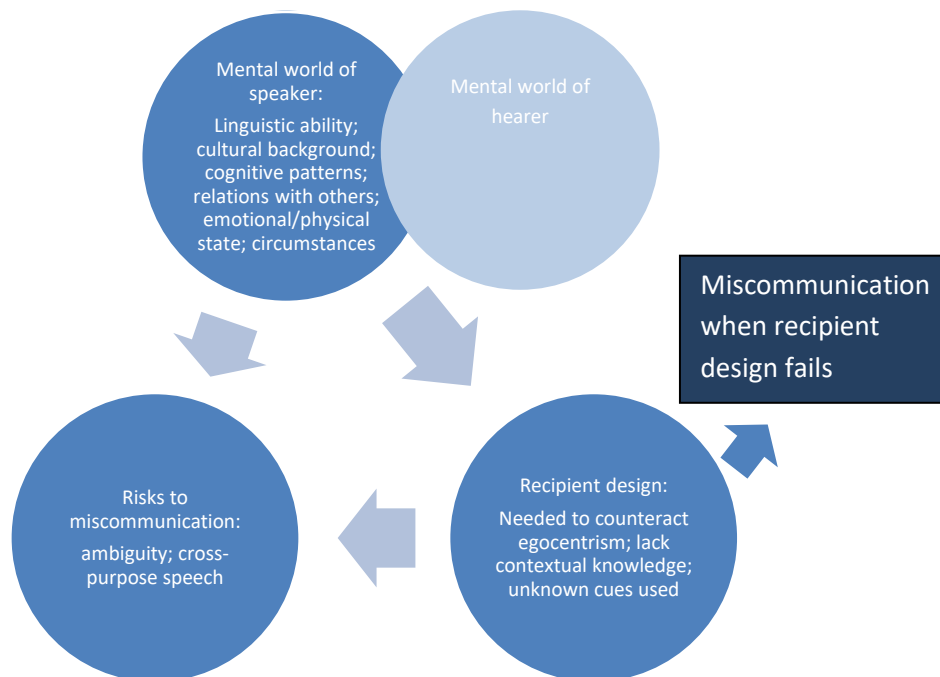 Mental world of
speaker:
Linguistic ability;
cultural background;
cognitive patterns;
relations with others;
emotional/physical
state; circumstances
Mental world of
hearer
Miscommunication
when recipient
design fails
Risks to
miscommunication:
ambiguity; cross-
purpose speech
Recipient design:
Needed to counteract
egocentrism; lack
contextual knowledge;
unknown cues used